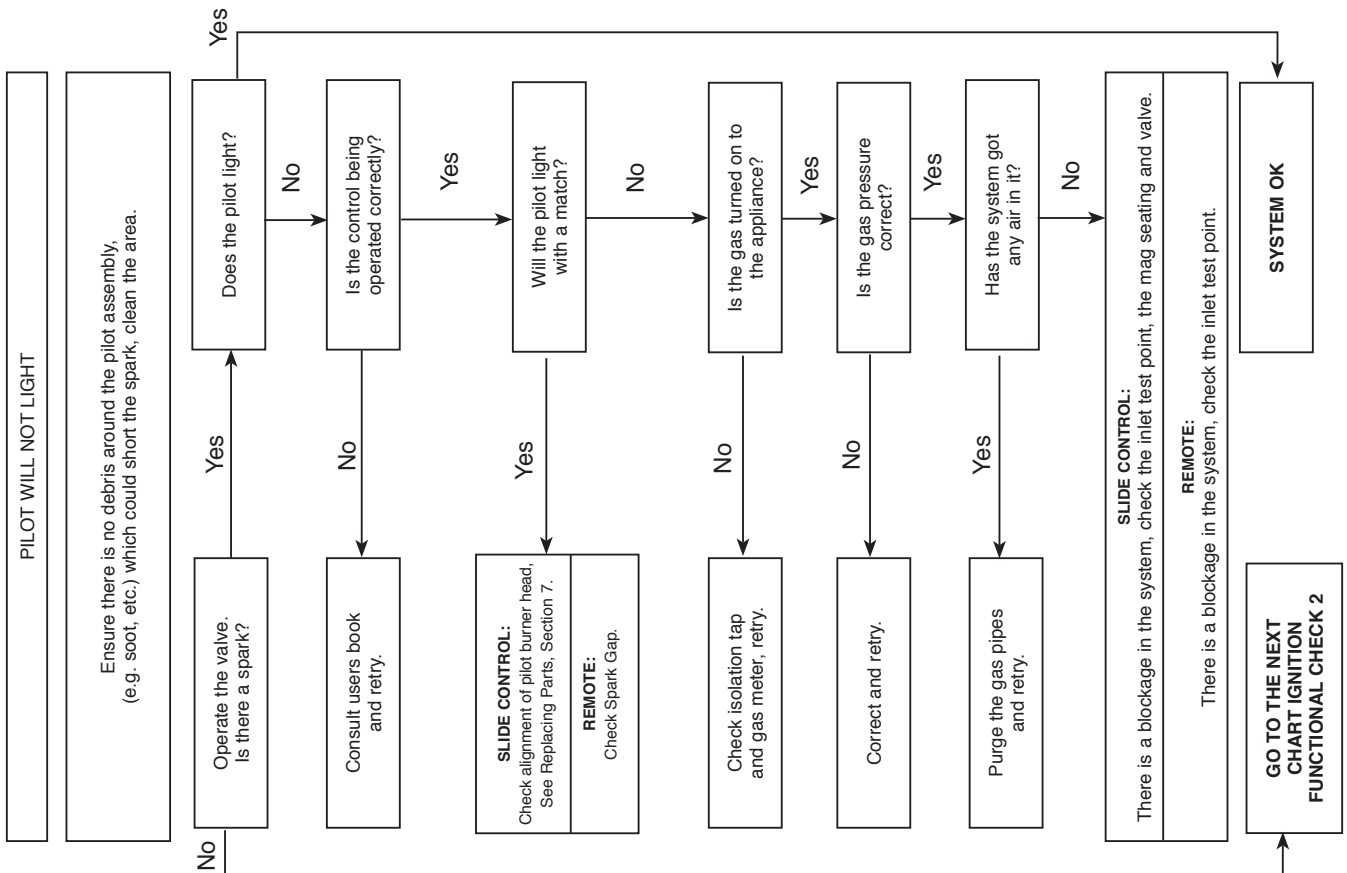 PILOT WILL NOT LIGHT
Ensure there is no debris around the pilot assembly,
(e.g. soot, etc.) which could short the spark, clean the area.
No
Operate the valve.
Is there a spark?
Yes
Does the pilot light?
Yes
No
Is the control being
operated correctly?
No
Consult users book
and retry.
Yes
Will the pilot light
with a match?
Yes
SLIDE CONTROL:
Check alignment of pilot burner head,
See Replacing Parts, Section 7.
REMOTE:
Check Spark Gap.
No
Is the gas turned on to
the appliance?
No
Check isolation tap
and gas meter, retry.
Yes
Is the gas pressure
correct?
No
Correct and retry.
Yes
Has the system got
any air in it?
Yes
Purge the gas pipes
and retry.
No
SLIDE CONTROL:
There is a blockage in the system, check the inlet test point, the mag seating and valve.
REMOTE:
There is a blockage in the system, check the inlet test point.
GO TO THE NEXT
CHART IGNITION
FUNCTIONAL CHECK 2
SYSTEM OK